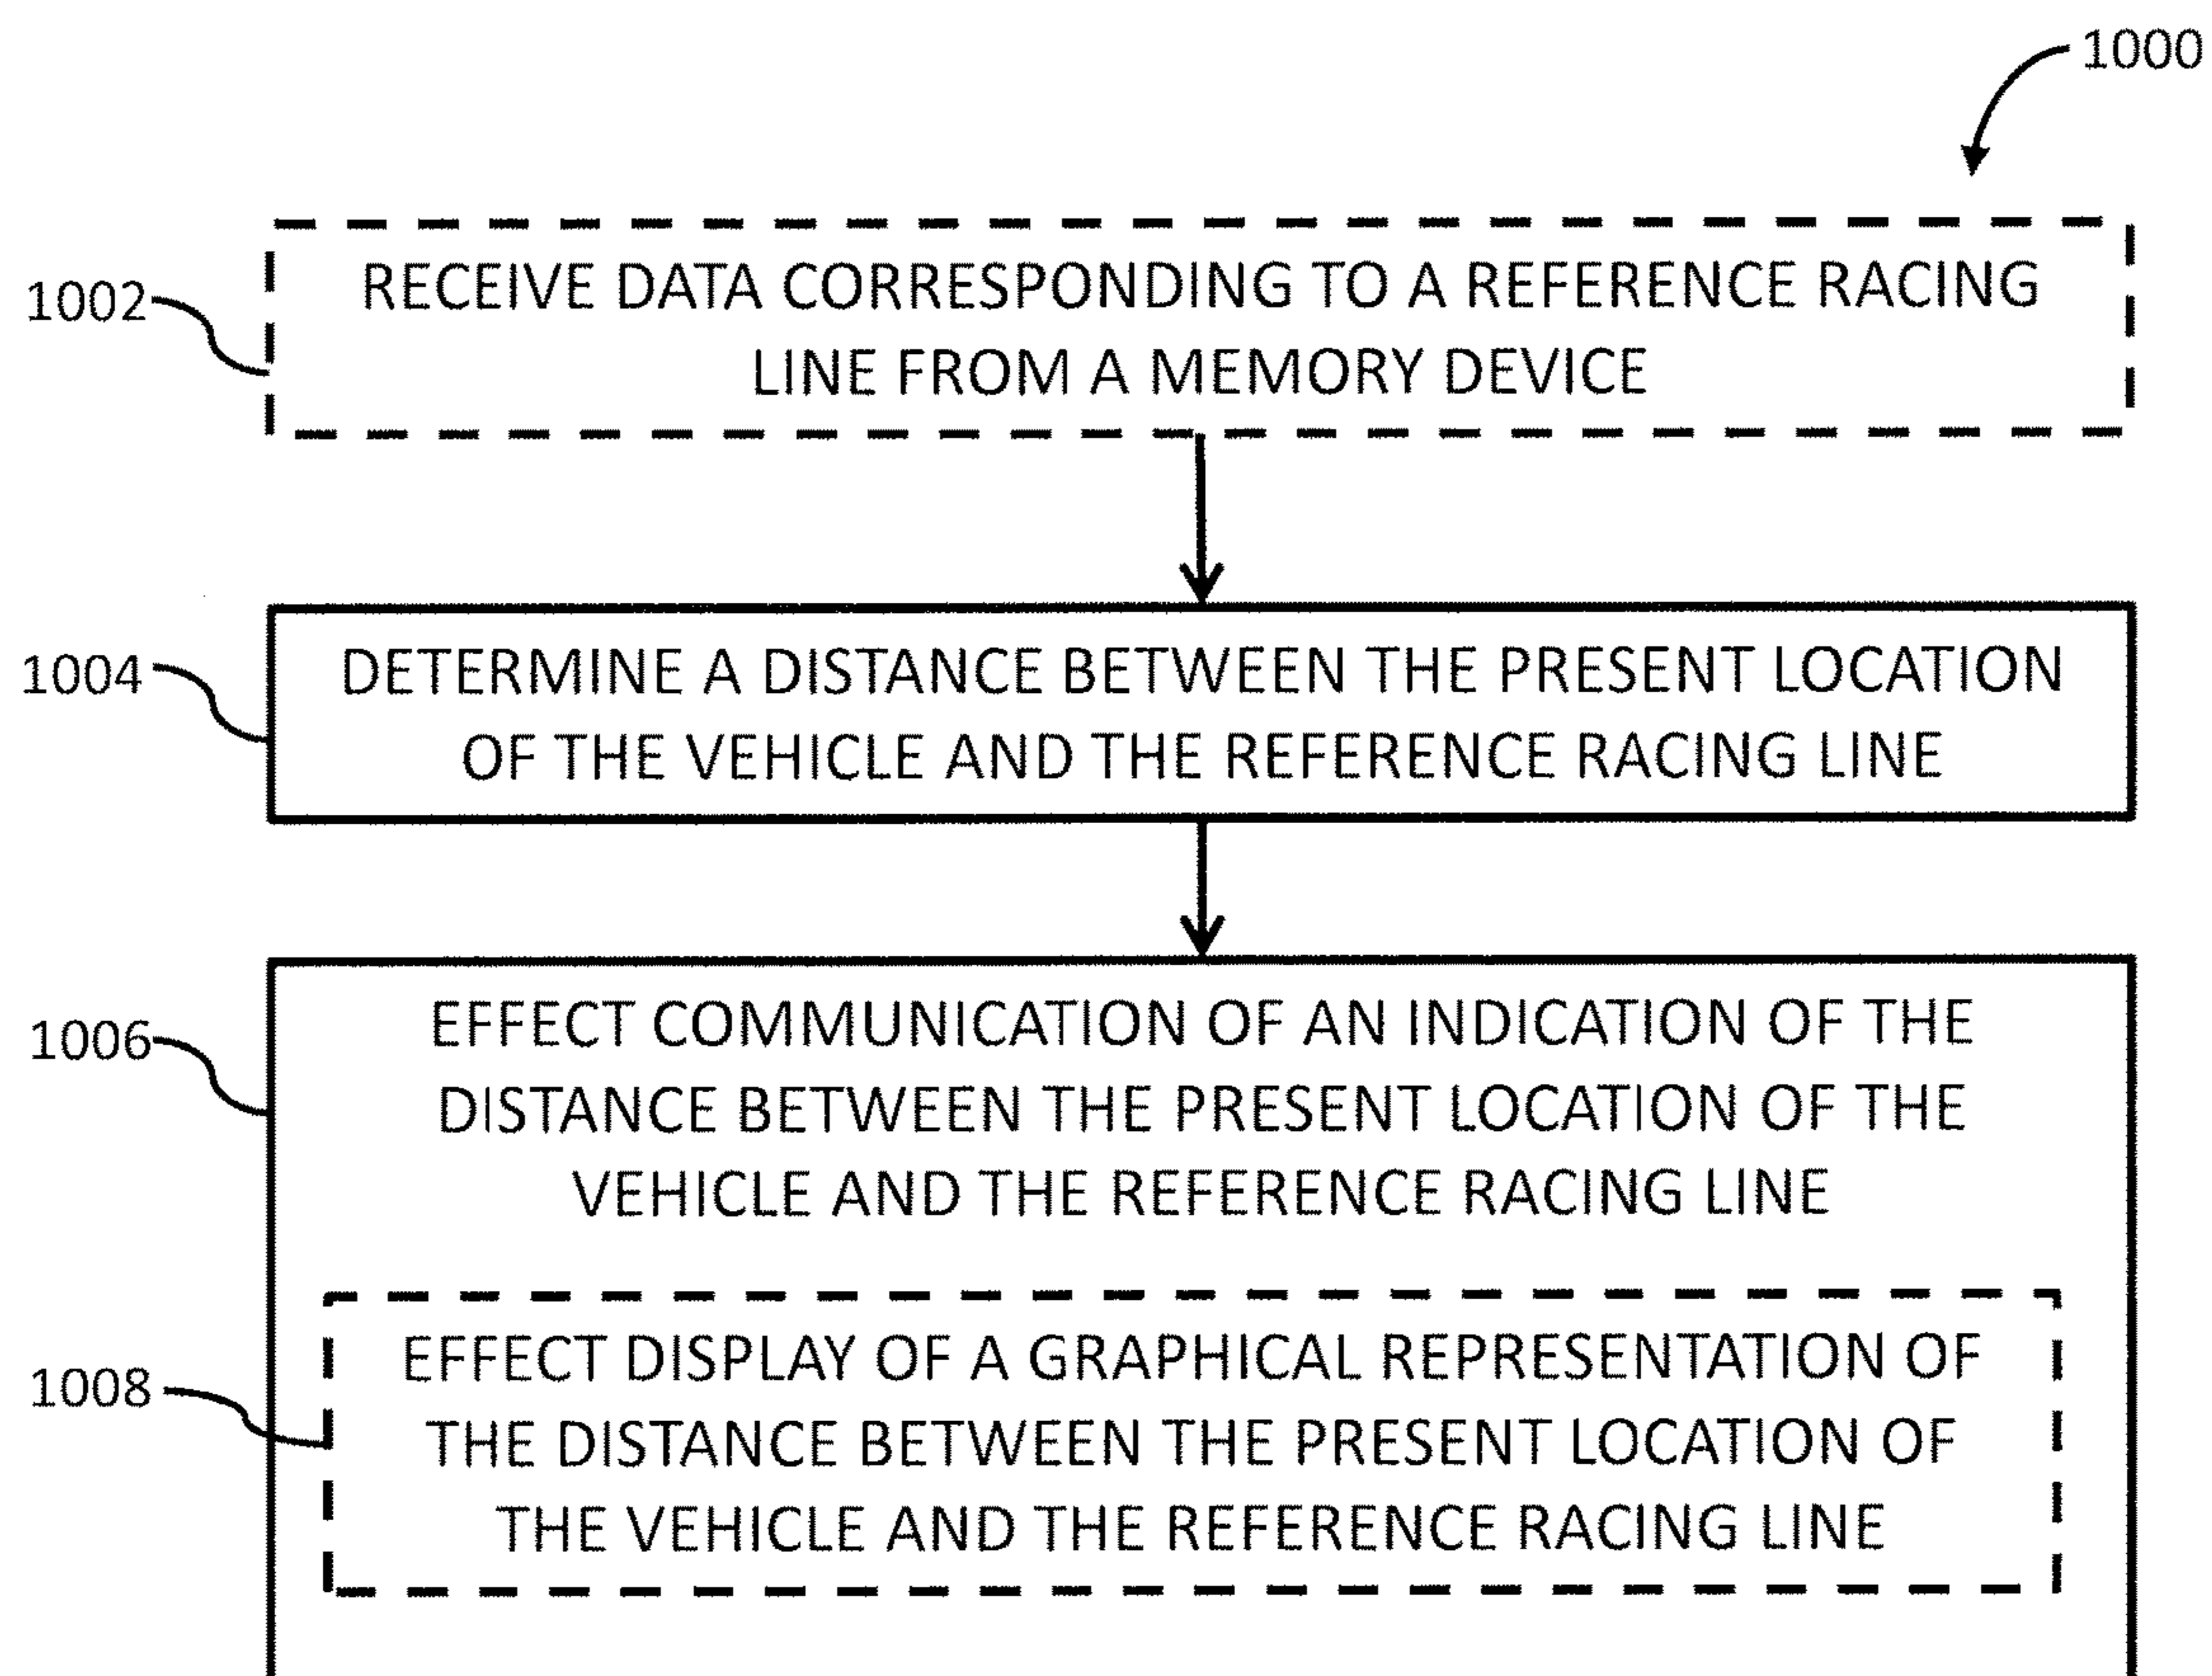 1000
1002
RECEIVE DATA CORRESPONDING TO A REFERENCE RACING
LINE FROM A MEMORY DEVICE
1004
DETERMINE A DISTANCE BETWEEN THE PRESENT LOCATION
OF THE VEHICLE AND THE REFERENCE RACING LINE
1006
EFFECT COMMUNICATION OF AN INDICATION OF THE
DISTANCE BETWEEN THE PRESENT LOCATION OF THE
VEHICLE AND THE REFERENCE RACING LINE
1008
EFFECT DISPLAY OF A GRAPHICAL REPRESENTATION OF
THE DISTANCE BETWEEN THE PRESENT LOCATION OF
THE VEHICLE AND THE REFERENCE RACING LINE